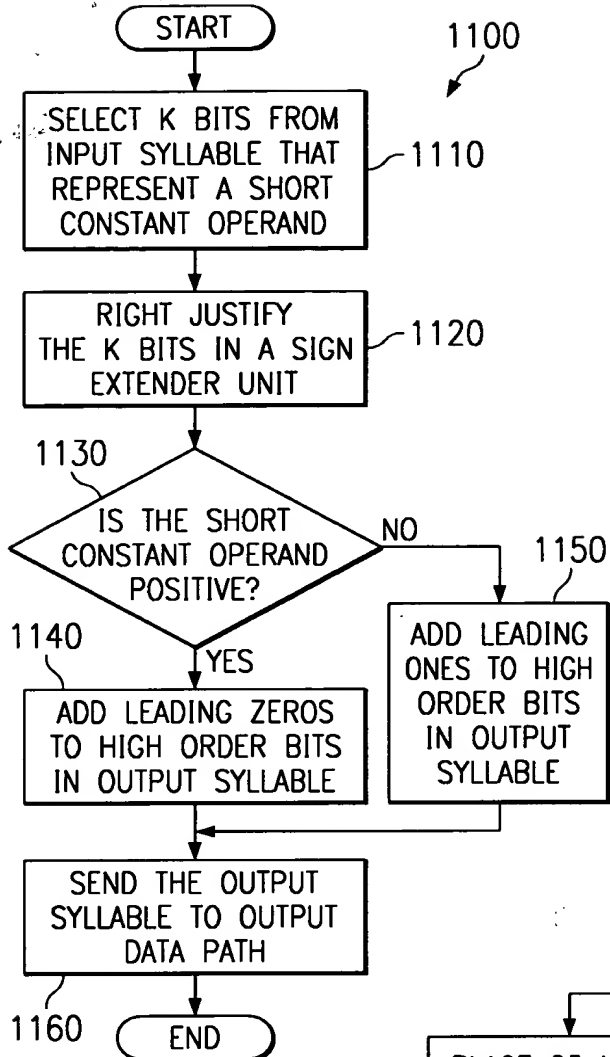 START
1100
SELECT K BITS FROM
INPUT SYLLABLE THAT
REPRESENT A SHORT
CONSTANT OPERAND
1110
RIGHT JUSTIFY
THE K BITS IN A SIGN
EXTENDER UNIT
1120
1130
IS THE SHORT
CONSTANT OPERAND
POSITIVE?
NO
1150
1140
YES
ADD LEADING
ONES TO HIGH
ORDER BITS
IN OUTPUT
SYLLABLE
ADD LEADING ZEROS
TO HIGH ORDER BITS
IN OUTPUT SYLLABLE
SEND THE OUTPUT
SYLLABLE TO OUTPUT
DATA PATH
1160
END